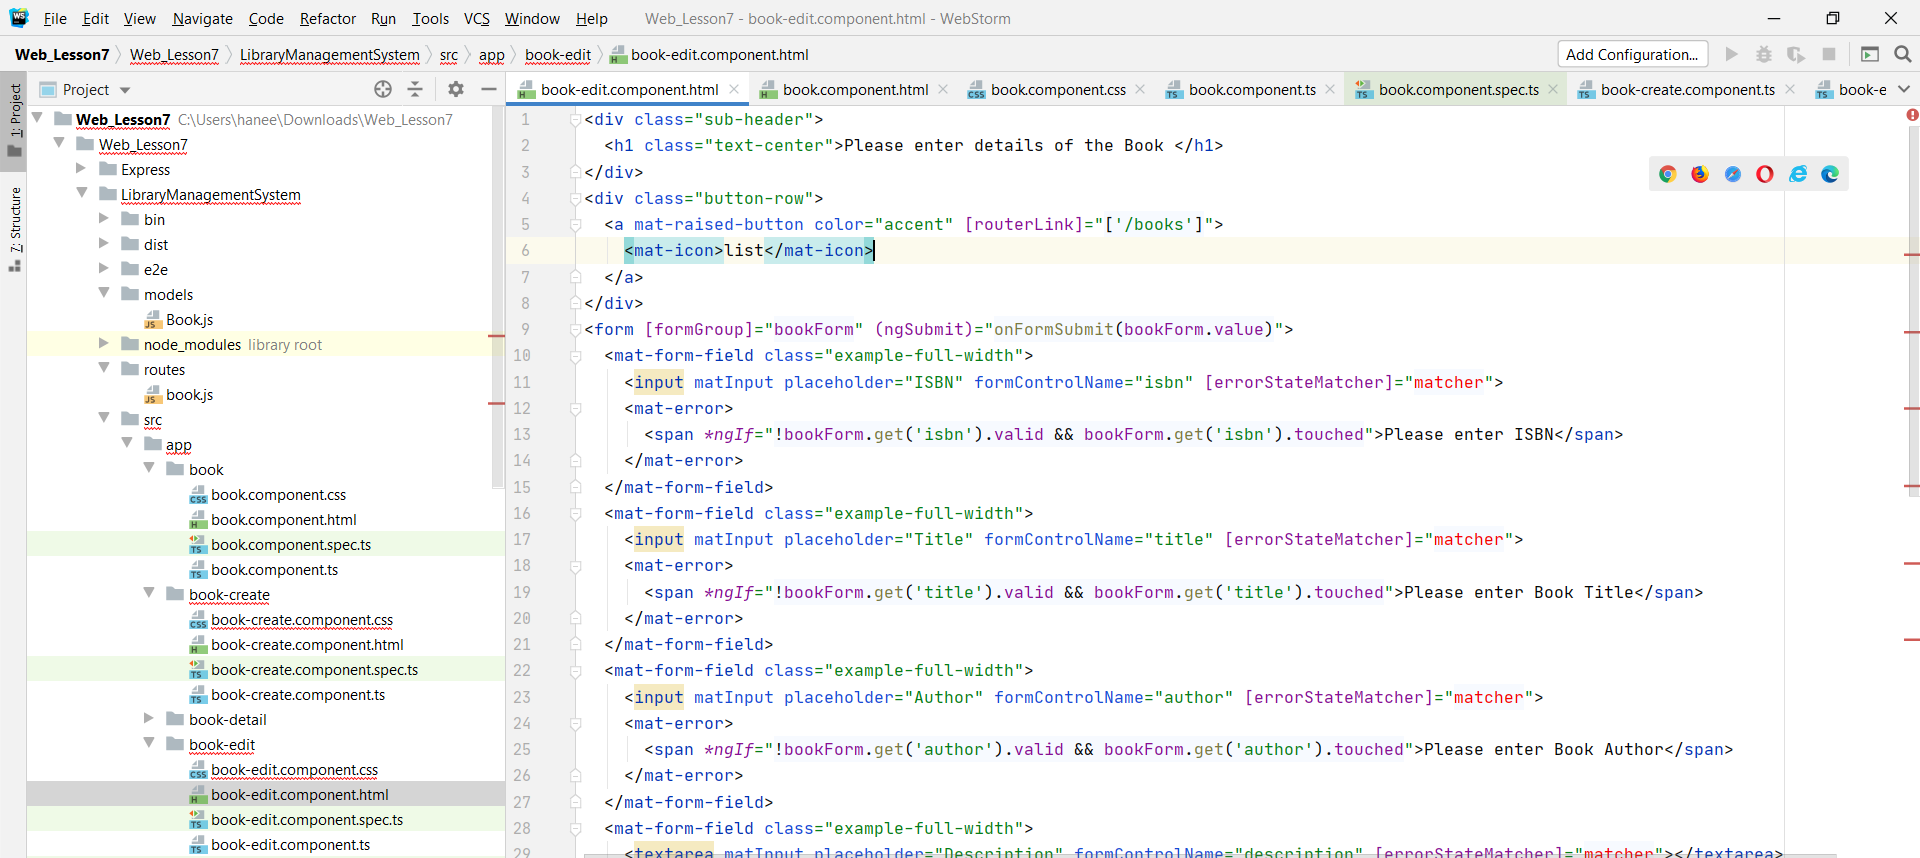 File Edit View Navigate Code Refactor Run Tools VCS Window Help Web_Lesson7 - book-edit.component.html - WebStorm
Web_Lesson7 Web_Lesson7 LibraryManagementSystem src app book-edit book-edit.component.html Add Configuration...
Project book-edit.component.html book.component.html book.component.css book.component.ts book.component.spec.ts book-create.component.ts book-e
1: Project
7: Structure
Web_Lesson7 C:\Users\hanee\Downloads\Web_Lesson7
Web_Lesson7
Express
LibraryManagementSystem
bin
dist
e2e
models
Book.js
node_modules library root
routes
book.js
src
app
book
book.component.css
book.component.html
book.component.spec.ts
book.component.ts
book-create
book-create.component.css
book-create.component.html
book-create.component.spec.ts
book-create.component.ts
book-detail
book-edit
book-edit.component.css
book-edit.component.html
book-edit.component.spec.ts
book-edit.component.ts
1 <div class="sub-header">
2 <h1 class="text-center">Please enter details of the Book </h1>
3 </div>
4 <div class="button-row">
5 <a mat-raised-button color="accent" [routerLink]="['/books']">
6 <mat-icon>list</mat-icon>
7 </a>
8 </div>
9 <form [formGroup]="bookForm" (ngSubmit)="onFormSubmit(bookForm.value)">
10 <mat-form-field class="example-full-width">
11 <input matInput placeholder="ISBN" formControlName="isbn" [errorStateMatcher]="matcher">
12 <mat-error>
13 <span *ngIf="!bookForm.get('isbn').valid && bookForm.get('isbn').touched">Please enter ISBN</span>
14 </mat-error>
15 </mat-form-field>
16 <mat-form-field class="example-full-width">
17 <input matInput placeholder="Title" formControlName="title" [errorStateMatcher]="matcher">
18 <mat-error>
19 <span *ngIf="!bookForm.get('title').valid && bookForm.get('title').touched">Please enter Book Title</span>
20 </mat-error>
21 </mat-form-field>
22 <mat-form-field class="example-full-width">
23 <input matInput placeholder="Author" formControlName="author" [errorStateMatcher]="matcher">
24 <mat-error>
25 <span *ngIf="!bookForm.get('author').valid && bookForm.get('author').touched">Please enter Book Author</span>
26 </mat-error>
27 </mat-form-field>
28 <mat-form-field class="example-full-width">
29 <textarea matInput placeholder="Description" formControlName="description" [errorStateMatcher]="matcher"></textarea>